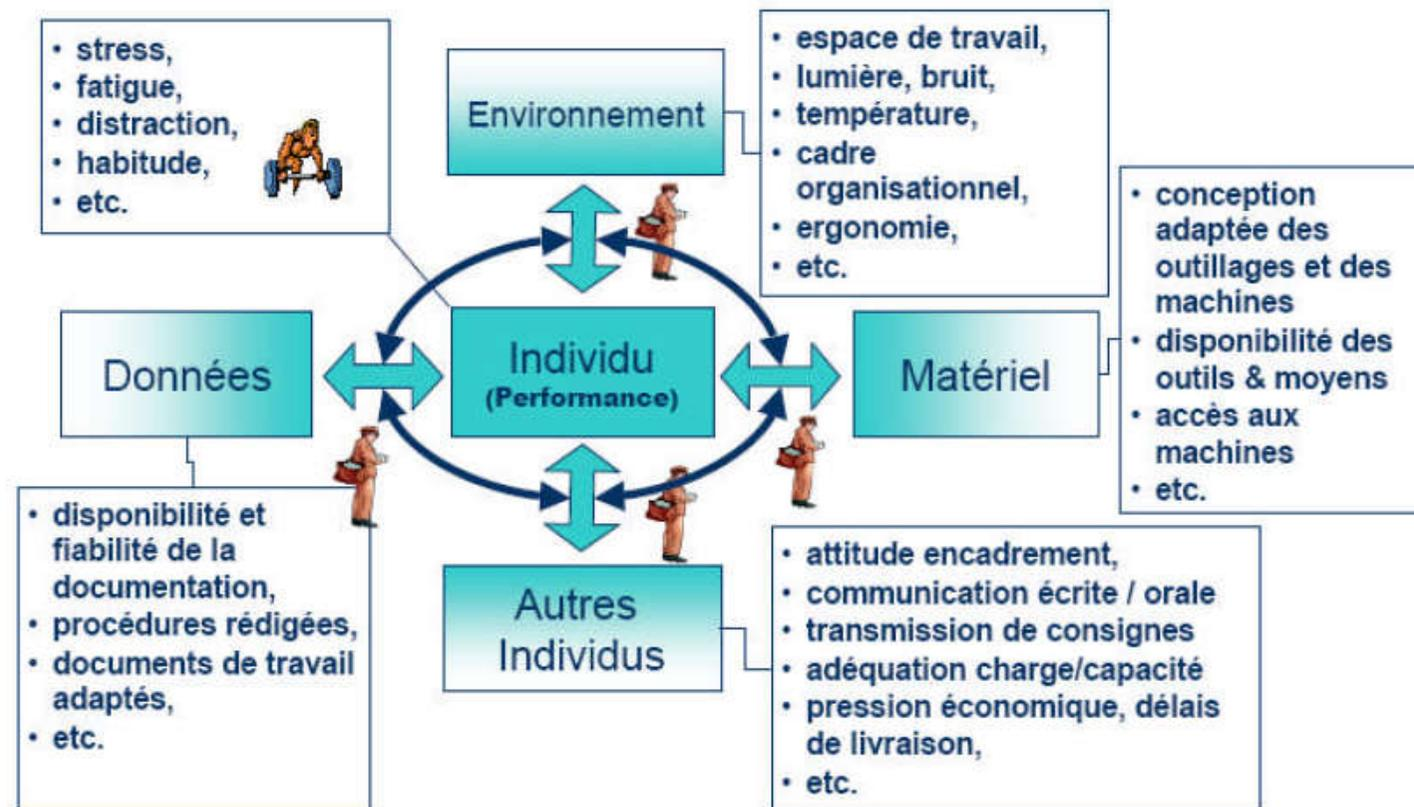 • stress,
• fatigue,
• distraction,
• habitude,
• etc.
Environnement
• espace de travail,
• lumière, bruit,
• température,
• cadre
organisationnel,
• ergonomie,
• etc.
Données
Individu
(Performance)
Matériel
• conception
adaptée des
outillages et des
machines
• disponibilité des
outils & moyens
• accès aux
machines
• etc.
• disponibilité et
fiabilité de la
documentation,
• procédures rédigées,
• documents de travail
adaptés,
• etc.
Autres
Individus
• attitude encadrement,
• communication écrite / orale
• transmission de consignes
• adéquation charge/capacité
• pression économique, délais
de livraison,
• etc.